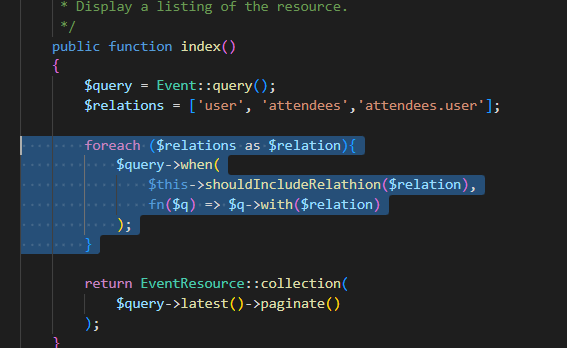 * Display a listing of the resource.
*/
public function index()
{
$query = Event::query();
$relations = ['user', 'attendees','attendees.user'];
foreach ($relations as $relation){
$query->when(
$this->shouldIncludeRelathion($relation),
fn($q) => $q->with($relation)
);
}
return EventResource::collection(
$query->latest()->paginate()
);
}